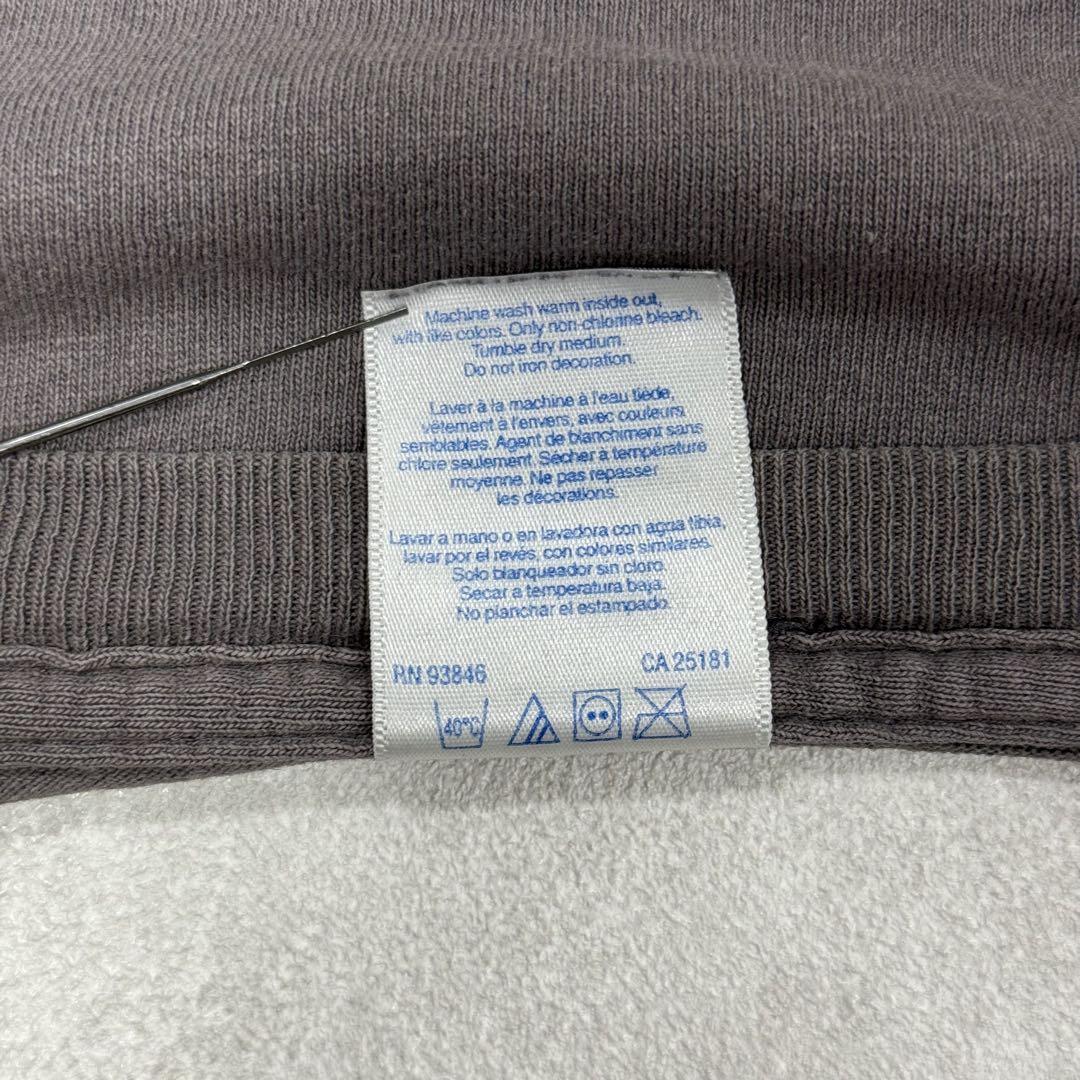 Machine wash warm inside out,
with like colors. Only non-chlorine bleach.
Tumble dry medium.
Do not iron decoration.
Laver à la machine à l'eau tiède,
vêtement à l'envers, avec couleurs
semblables. Agent de blanchiment sans
chlore seulement. Sécher à température
moyenne. Ne pas repasser
les décorations.
Lavar a mano o en lavadora con agua tibia,
lavar por el revés, con colores similares.
Solo blanqueador sin cloro.
Secar a temperatura baja.
No planchar el estampado.
RN 93846 CA 25181
40°C